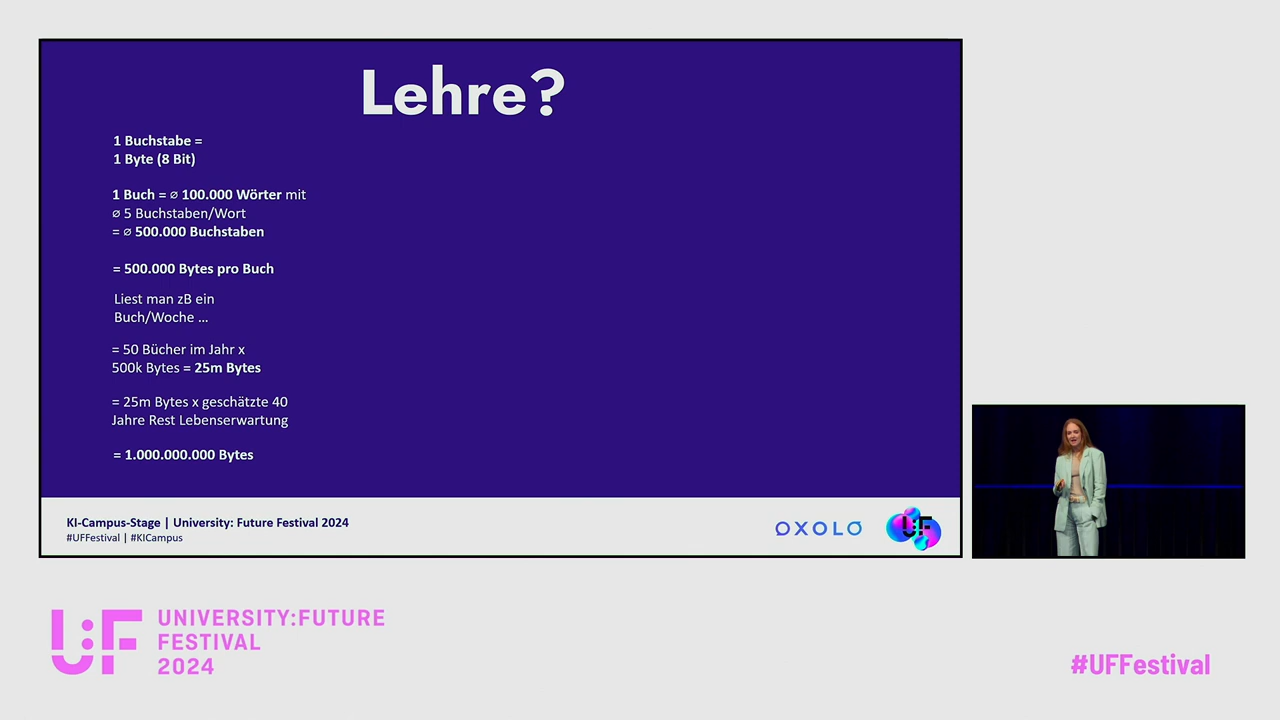 Lehre?
1 Buchstabe =
1 Byte (8 Bit)
1 Buch = ⌀ 100.000 Wörter mit
⌀ 5 Buchstaben/Wort
= ⌀ 500.000 Buchstaben
= 500.000 Bytes pro Buch
Liest man zB ein
Buch/Woche ...
= 50 Bücher im Jahr x
500k Bytes = 25m Bytes
= 25m Bytes x geschätzte 40
Jahre Rest Lebenserwartung
= 1.000.000.000 Bytes
KI-Campus-Stage | University: Future Festival 2024
#UFFestival | #KICampus
OXOLO
U:F
U:F
UNIVERSITY:FUTURE
FESTIVAL
2024
#UFFestival